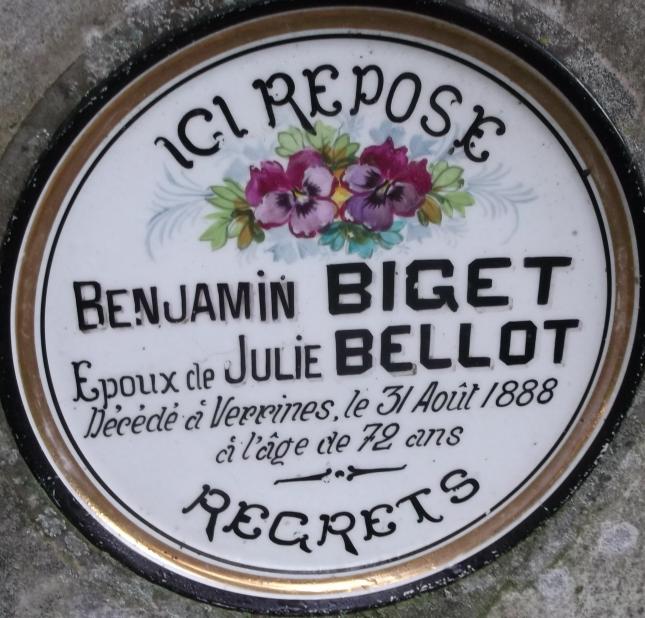 ICI REPOSE
BENJAMIN BIGET
Epoux de JULIE BELLOT
Décédé à Verrines, le 31 Août 1888
à l'âge de 72 ans
REGRETS